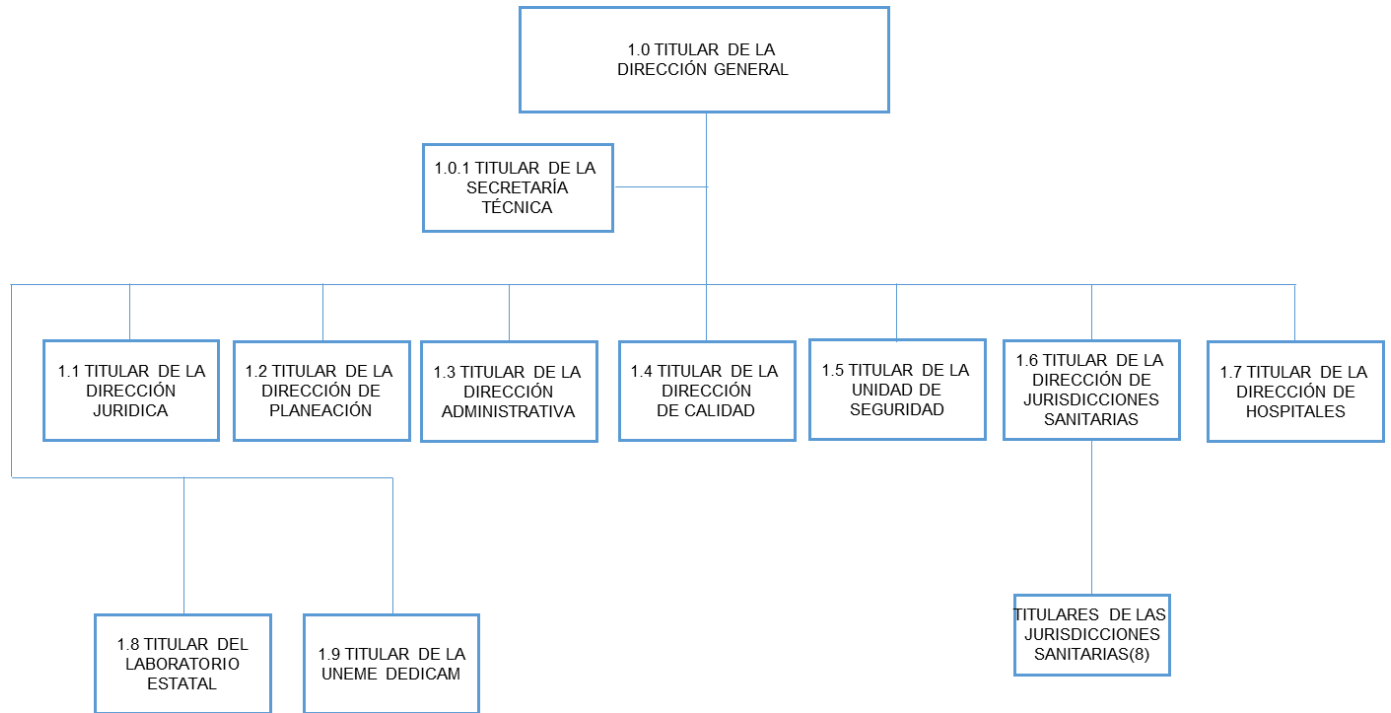 1.0 TITULAR DE LA
DIRECCIÓN GENERAL
1.0.1 TITULAR DE LA
SECRETARÍA
TÉCNICA
1.1 TITULAR DE LA
DIRECCIÓN
JURIDICA
1.2 TITULAR DE LA
DIRECCIÓN DE
PLANEACIÓN
1.3 TITULAR DE LA
DIRECCIÓN
ADMINISTRATIVA
1.4 TITULAR DE LA
DIRECCIÓN
DE CALIDAD
1.5 TITULAR DE LA
UNIDAD DE
SEGURIDAD
1.6 TITULAR DE LA
DIRECCIÓN DE
JURISDICCIONES
SANITARIAS
1.7 TITULAR DE LA
DIRECCIÓN DE
HOSPITALES
1.8 TITULAR DEL
LABORATORIO
ESTATAL
1.9 TITULAR DE LA
UNEME DEDICAM
TITULARES DE LAS
JURISDICCIONES
SANITARIAS(8)